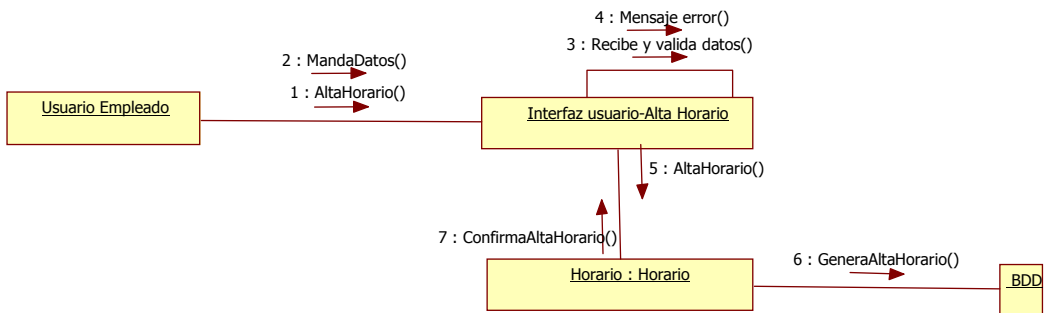 4 : Mensaje error()
3 : Recibe y valida datos()
2 : MandaDatos()
1 : AltaHorario()
Usuario Empleado
Interfaz usuario-Alta Horario
5 : AltaHorario()
7 : ConfirmaAltaHorario()
6 : GeneraAltaHorario()
Horario : Horario
BDD